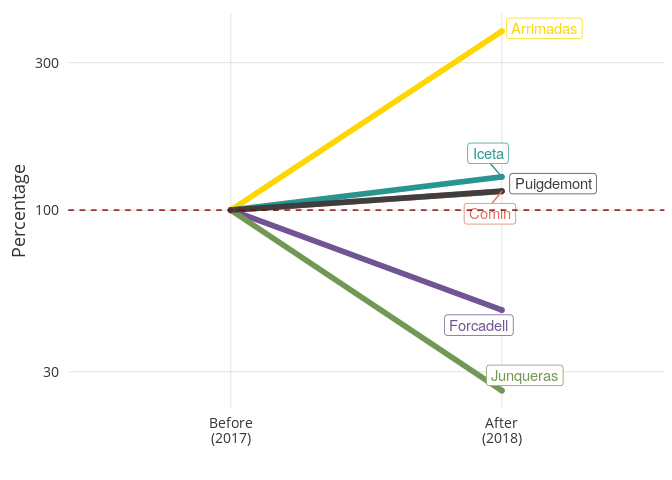 Percentage
300
100
30
Arrimadas
Iceta
Puigdemont
Comín
Forcadell
Junqueras
Before
(2017)
After
(2018)